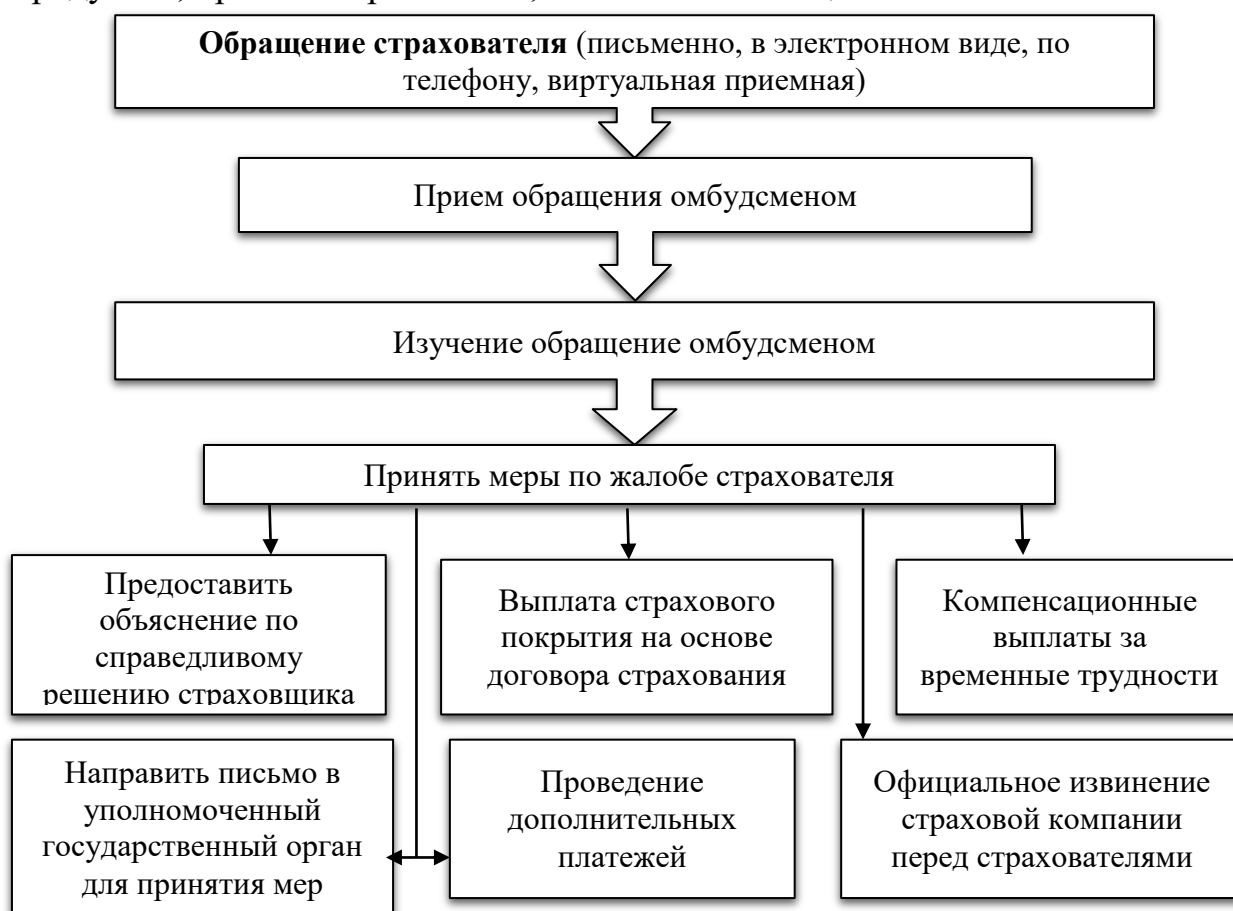 Обращение страхователя (письменно, в электронном виде, по
телефону, виртуальная приемная)
Прием обращения омбудсменом
Изучение обращение омбудсменом
Принять меры по жалобе страхователя
Предоставить
объяснение по
справедливому
решению страховщика
Выплата страхового
покрытия на основе
договора страхования
Компенсационные
выплаты за
временные трудности
Направить письмо в
уполномоченный
государственный орган
для принятия мер
Проведение
дополнительных
платежей
Официальное извинение
страховой компании
перед страхователями